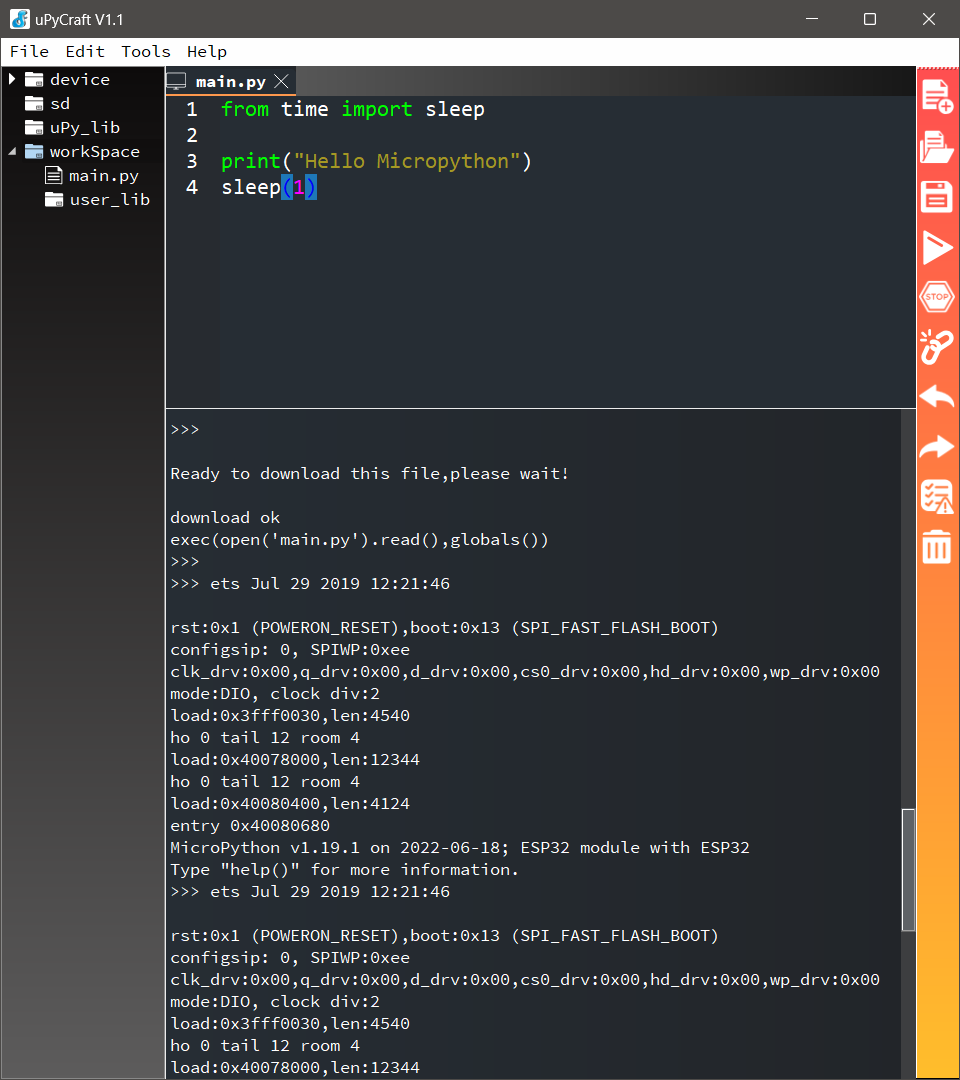 uPyCraft V1.1
File Edit Tools Help
device
sd
uPy_lib
workSpace
main.py
user_lib
main.py
1 from time import sleep
2
3 print("Hello Micropython")
4 sleep(1)
STOP
>>>
Ready to download this file,please wait!
download ok
exec(open('main.py').read(),globals())
>>>
>>> ets Jul 29 2019 12:21:46
rst:0x1 (POWERON_RESET),boot:0x13 (SPI_FAST_FLASH_BOOT)
configsip: 0, SPIWP:0xee
clk_drv:0x00,q_drv:0x00,d_drv:0x00,cs0_drv:0x00,hd_drv:0x00,wp_drv:0x00
mode:DIO, clock div:2
load:0x3fff0030,len:4540
ho 0 tail 12 room 4
load:0x40078000,len:12344
ho 0 tail 12 room 4
load:0x40080400,len:4124
entry 0x40080680
MicroPython v1.19.1 on 2022-06-18; ESP32 module with ESP32
Type "help()" for more information.
>>> ets Jul 29 2019 12:21:46
rst:0x1 (POWERON_RESET),boot:0x13 (SPI_FAST_FLASH_BOOT)
configsip: 0, SPIWP:0xee
clk_drv:0x00,q_drv:0x00,d_drv:0x00,cs0_drv:0x00,hd_drv:0x00,wp_drv:0x00
mode:DIO, clock div:2
load:0x3fff0030,len:4540
ho 0 tail 12 room 4
load:0x40078000,len:12344